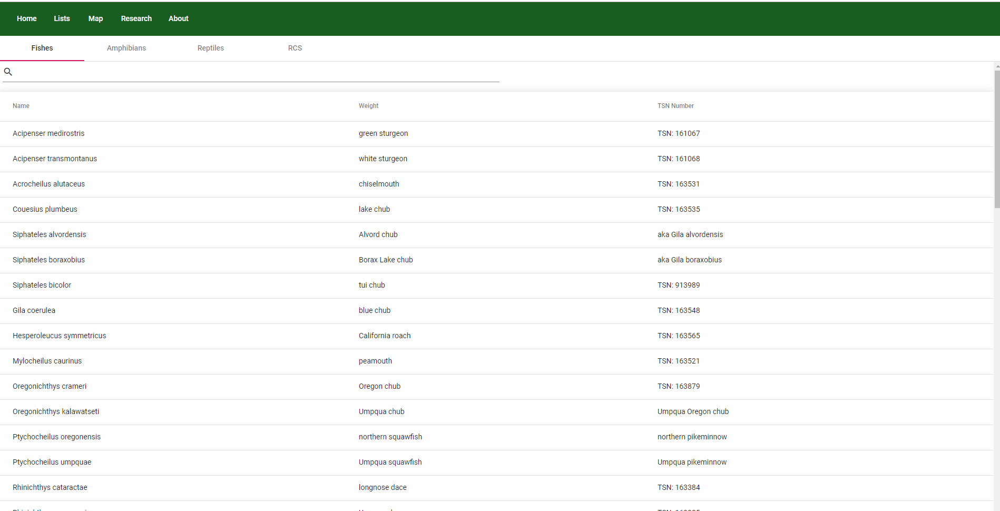 Home Lists Map Research About
Fishes Amphibians Reptiles RCS
Name Weight TSN Number
Acipenser medirostris green sturgeon TSN: 161067
Acipenser transmontanus white sturgeon TSN: 161068
Acrocheilus alutaceus chiselmouth TSN: 163531
Couesius plumbeus lake chub TSN: 163535
Siphateles alvordensis Alvord chub aka Gila alvordensis
Siphateles boraxobius Borax Lake chub aka Gila boraxobius
Siphateles bicolor tui chub TSN: 913989
Gila coerulea blue chub TSN: 163548
Hesperoleucus symmetricus California roach TSN: 163565
Mylocheilus caurinus peamouth TSN: 163521
Oregonichthys crameri Oregon chub TSN: 163879
Oregonichthys kalawatseti Umpqua chub Umpqua Oregon chub
Ptychocheilus oregonensis northern squawfish northern pikeminnow
Ptychocheilus umpquae Umpqua squawfish Umpqua pikeminnow
Rhinichthys cataractae longnose dace TSN: 163384